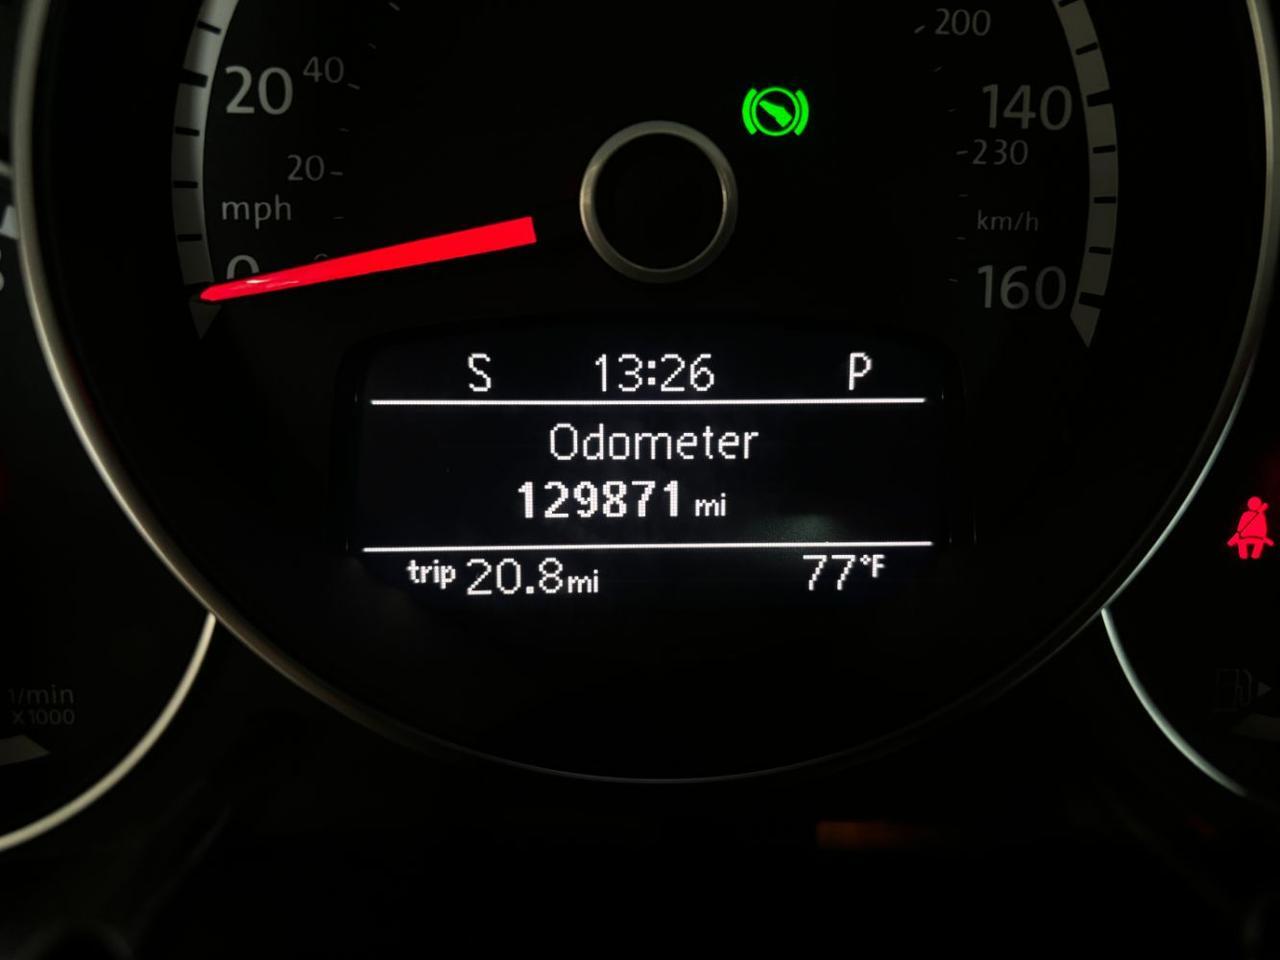 200
20 40
140
230
20
mph
km/h
0
160
S 13:26 P
Odometer
129871 mi
trip 20.8mi 77°F
1/min
X1000